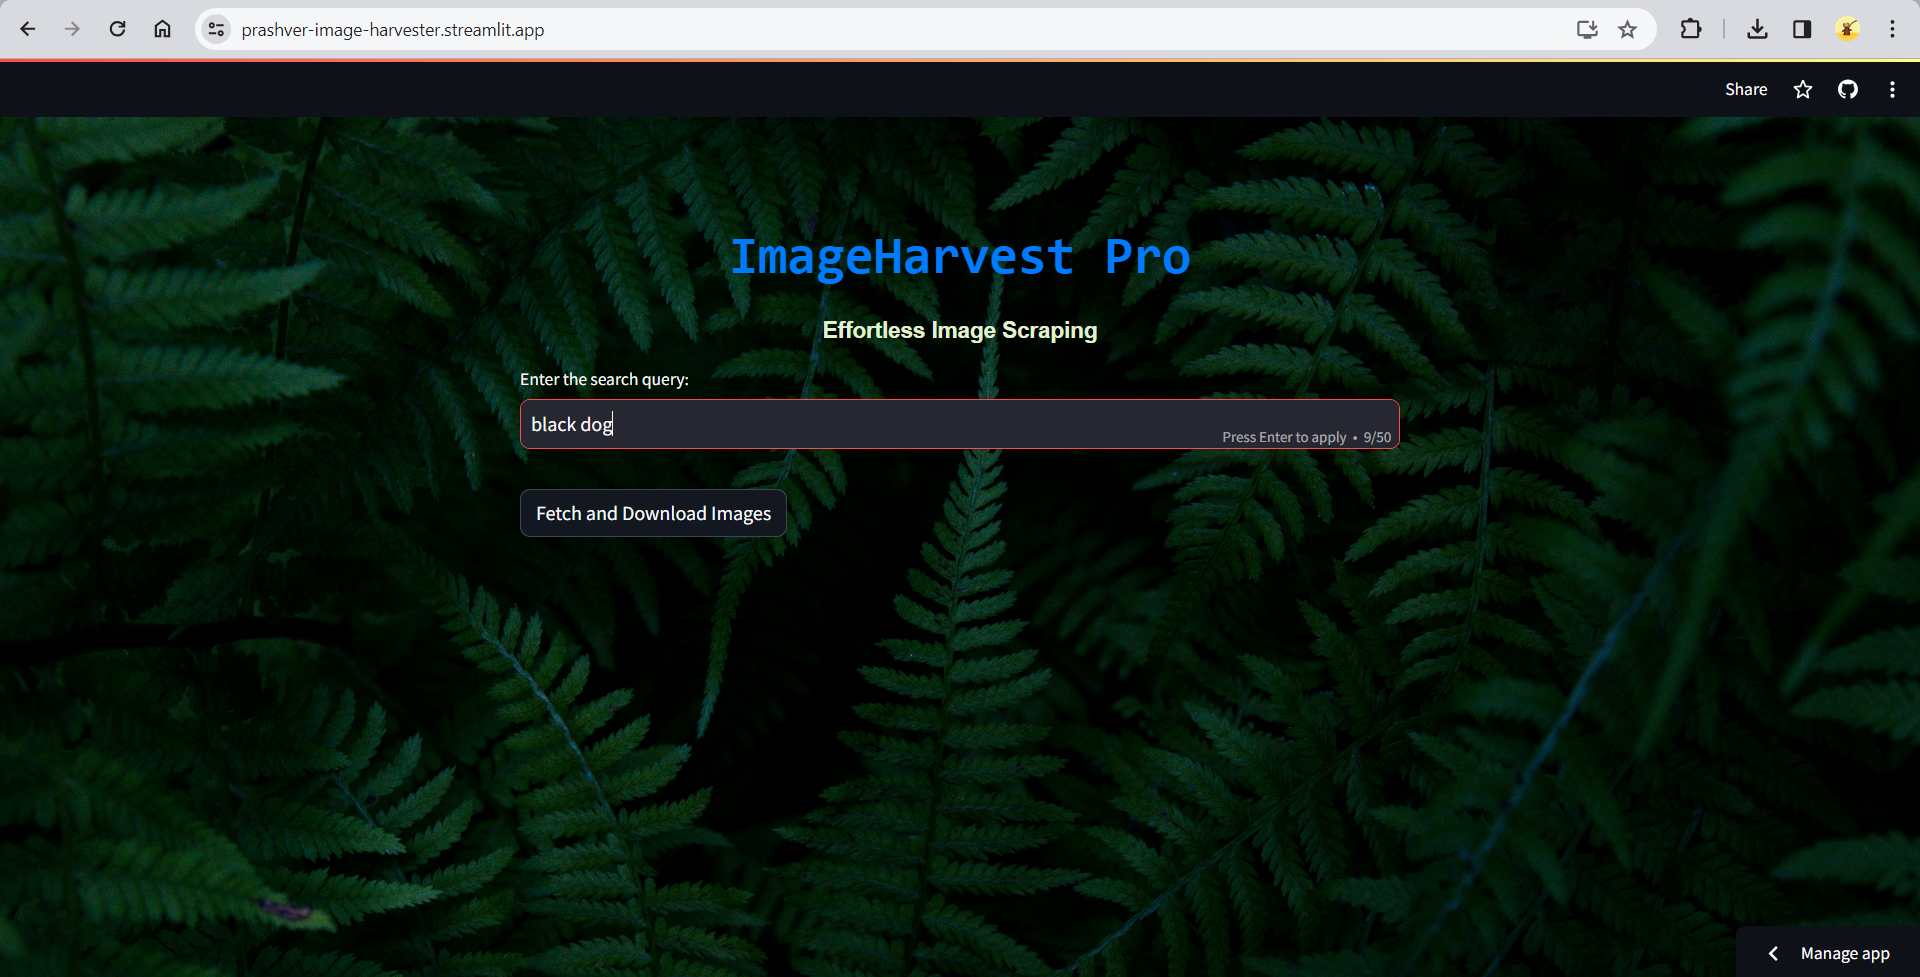 prashver-image-harvester.streamlit.app
Share
ImageHarvest Pro
Effortless Image Scraping
Enter the search query:
black dog
Press Enter to apply • 9/50
Fetch and Download Images
Manage app